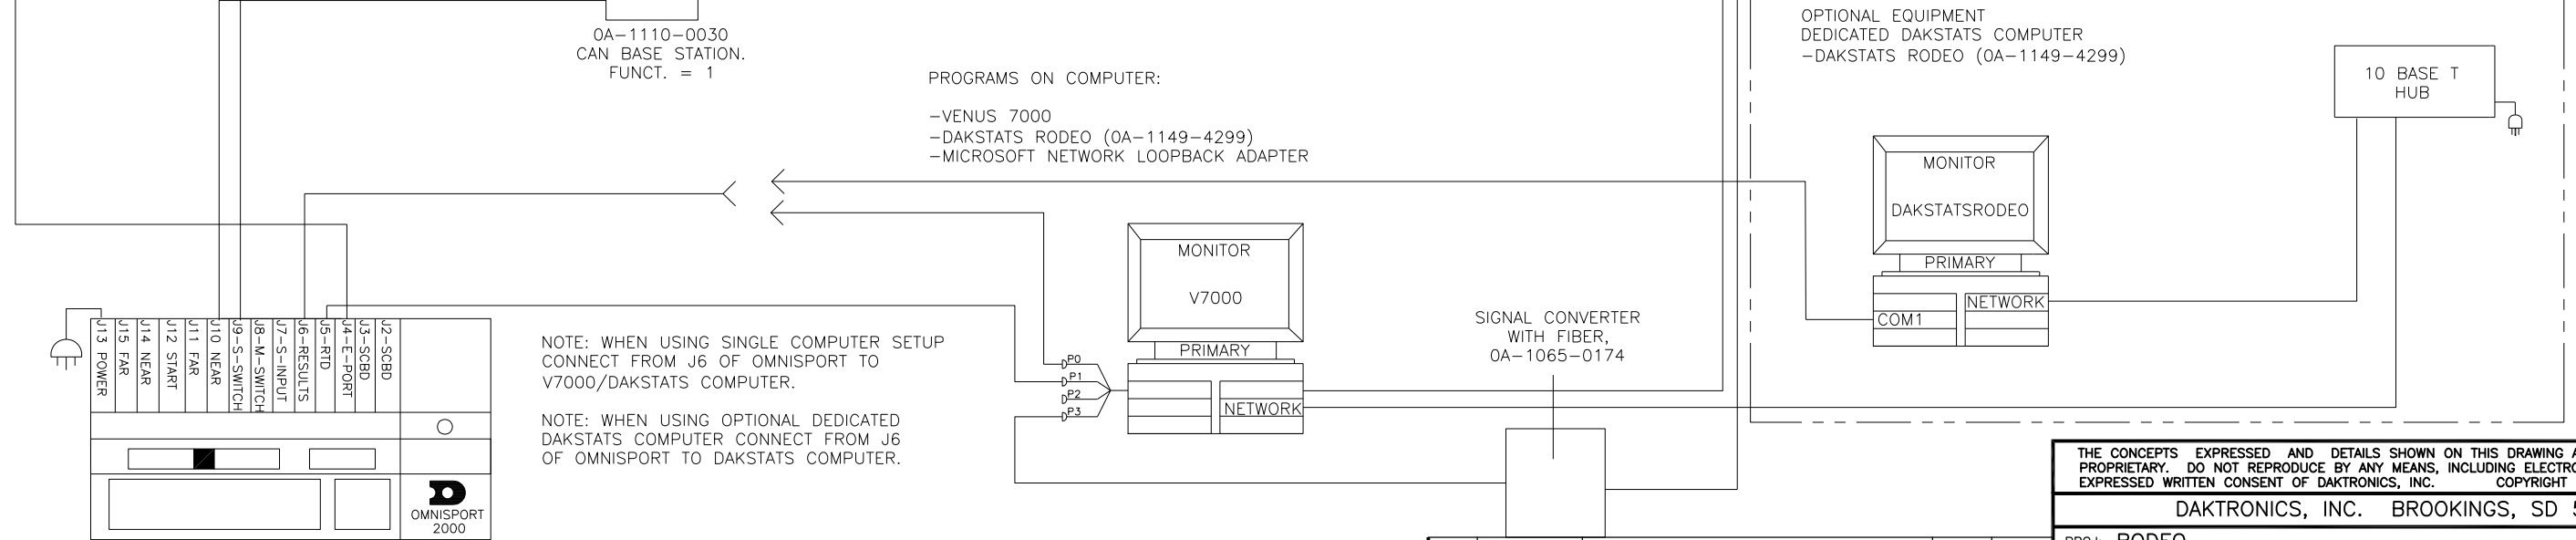 0A-1110-0030
CAN BASE STATION.
FUNCT. = 1
PROGRAMS ON COMPUTER:
-VENUS 7000
-DAKSTATS RODEO (0A-1149-4299)
-MICROSOFT NETWORK LOOPBACK ADAPTER
OPTIONAL EQUIPMENT
DEDICATED DAKSTATS COMPUTER
-DAKSTATS RODEO (0A-1149-4299)
10 BASE T
HUB
MONITOR
DAKSTATSRODEO
PRIMARY
NETWORK
COM1
MONITOR
V7000
PRIMARY
NETWORK
P0
P1
P2
P3
SIGNAL CONVERTER
WITH FIBER,
0A-1065-0174
J13 POWER
J15 FAR
J14 NEAR
J12 START
J11 FAR
J10 NEAR
J9-S-SWITCH
J8-M-SWITCH
J7-S-INPUT
J6-RESULTS
J5-RTD
J4-E-PORT
J3-SCBD
J2-SCBD
OMNISPORT
2000
NOTE: WHEN USING SINGLE COMPUTER SETUP
CONNECT FROM J6 OF OMNISPORT TO
V7000/DAKSTATS COMPUTER.
NOTE: WHEN USING OPTIONAL DEDICATED
DAKSTATS COMPUTER CONNECT FROM J6
OF OMNISPORT TO DAKSTATS COMPUTER.
THE CONCEPTS EXPRESSED AND DETAILS SHOWN ON THIS DRAWING
PROPRIETARY. DO NOT REPRODUCE BY ANY MEANS, INCLUDING
EXPRESSED WRITTEN CONSENT OF DAKTRONICS, INC. COPYRIGHT
DAKTRONICS, INC. BROOKINGS, SD
RODEO